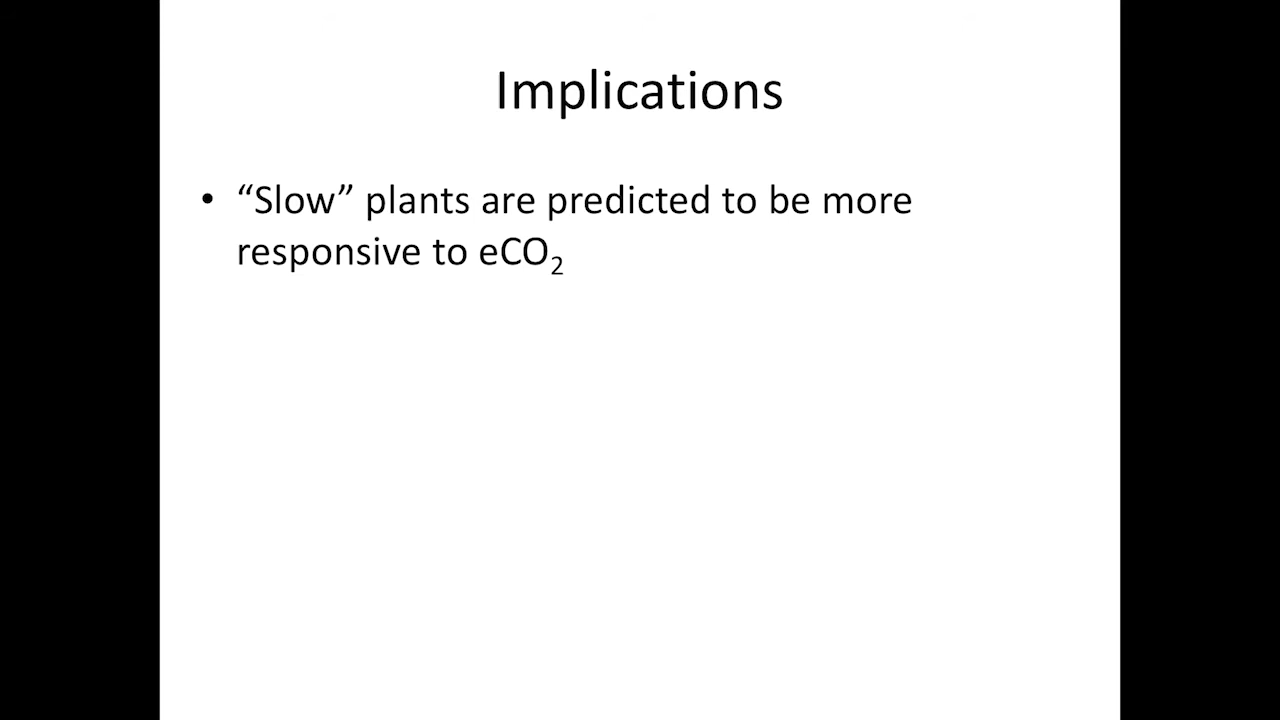 Implications
• “Slow” plants are predicted to be more
responsive to eCO₂